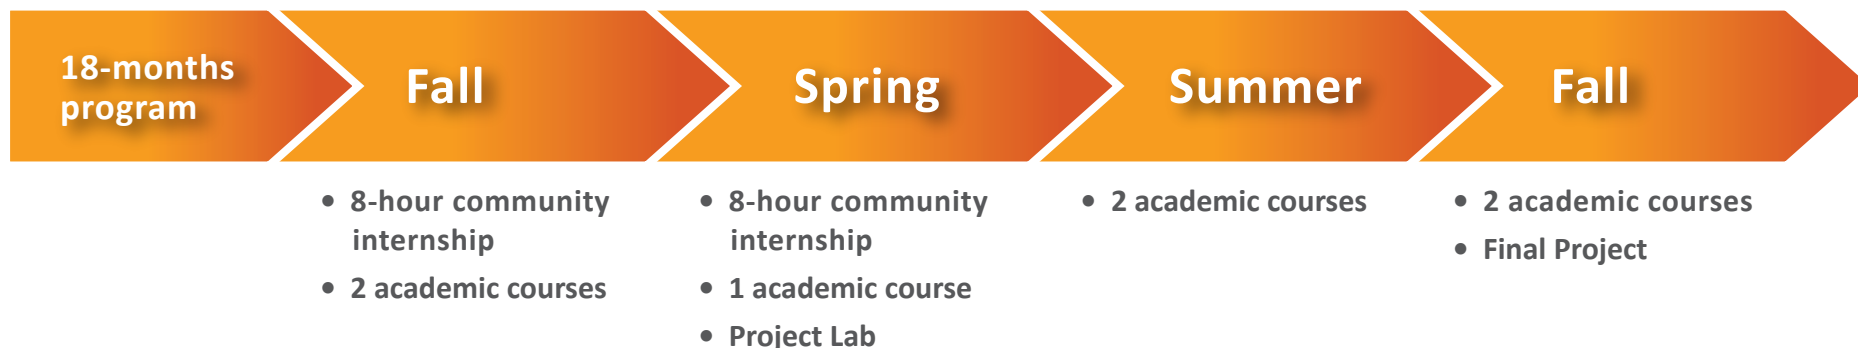 18-months
program
Fall
Spring
Summer
Fall
• 8-hour community
internship
• 2 academic courses
• 8-hour community
internship
• 1 academic course
• Project Lab
• 2 academic courses
• 2 academic courses
• Final Project